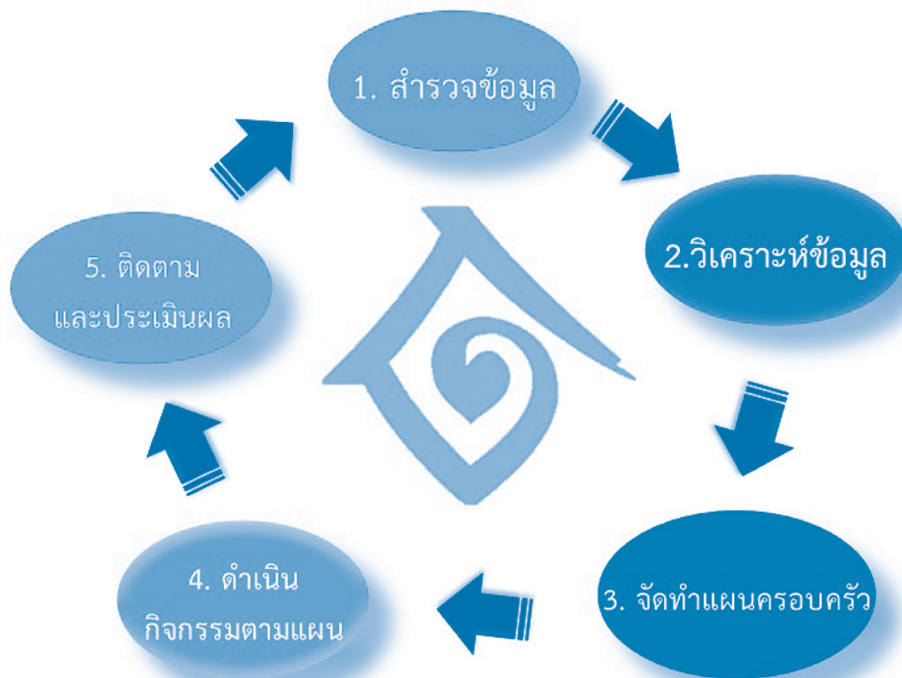 1. สำรวจข้อมูล
2.วิเคราะห์ข้อมูล
3. จัดทำแผนครอบครัว
4. ดำเนิน
กิจกรรมตามแผน
5. ติดตาม
และประเมินผล